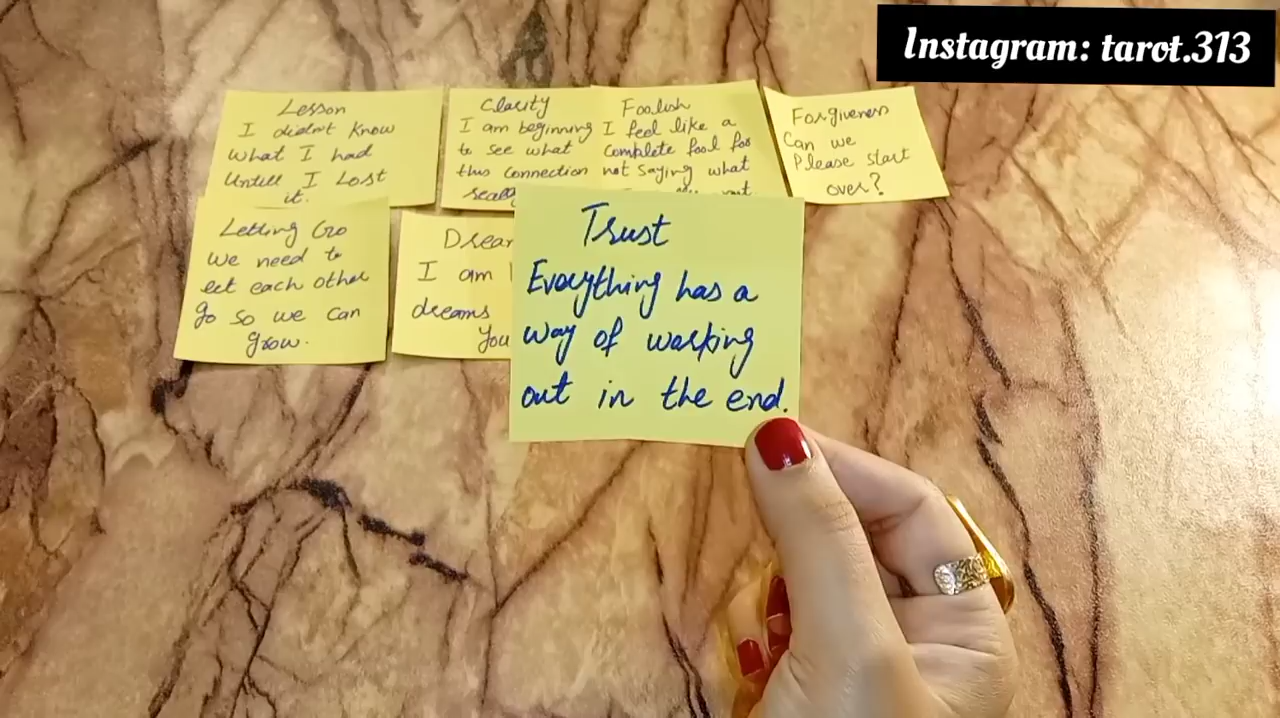 Instagram: tarot.313
Lesson
I didn't know
what I had
Untill I Lost
it.
Clarity
I am beginning
to see what
this connection
Foolish
I feel like a
Complete fool for
not saying what
Forgiveness
Can we
Please start
over?
Letting Go
we need to
let each other
go so we can
grow.
I am
dreams
you
Trust
Everything has a
way of working
out in the end.